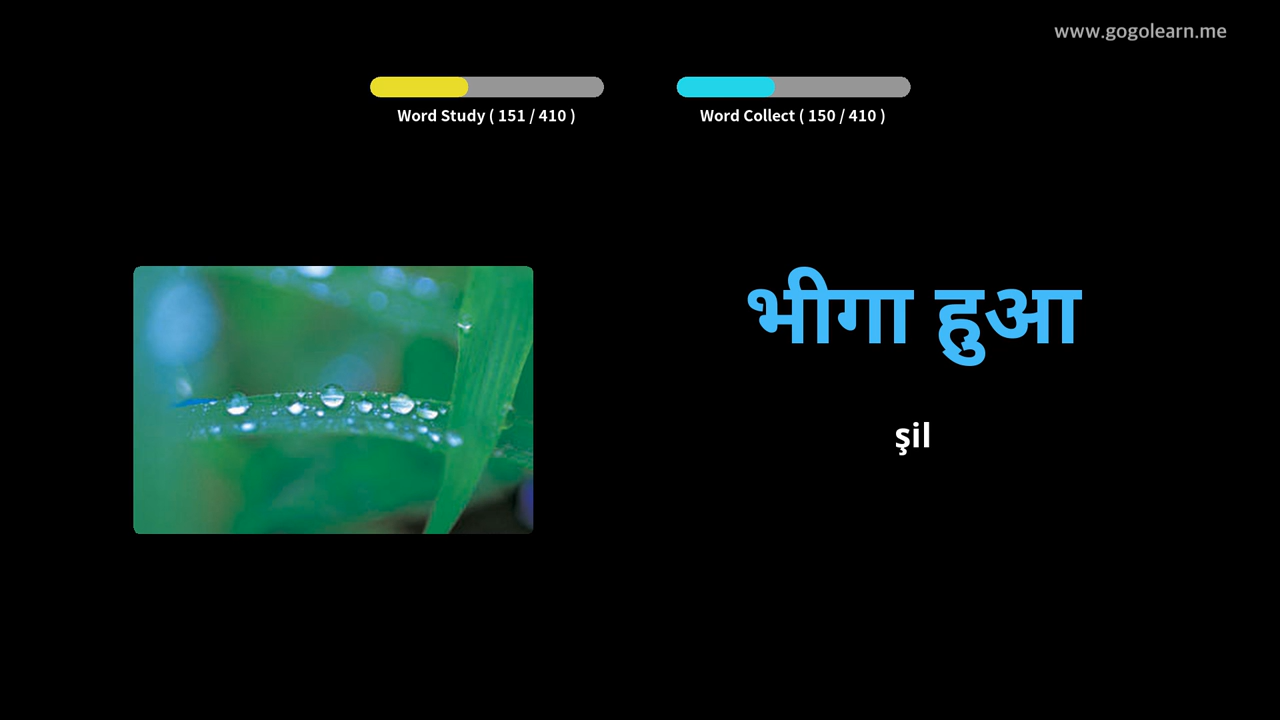 www.gogolearn.me
Word Study ( 151 / 410 )
Word Collect ( 150 / 410 )
भीगा हुआ
şil